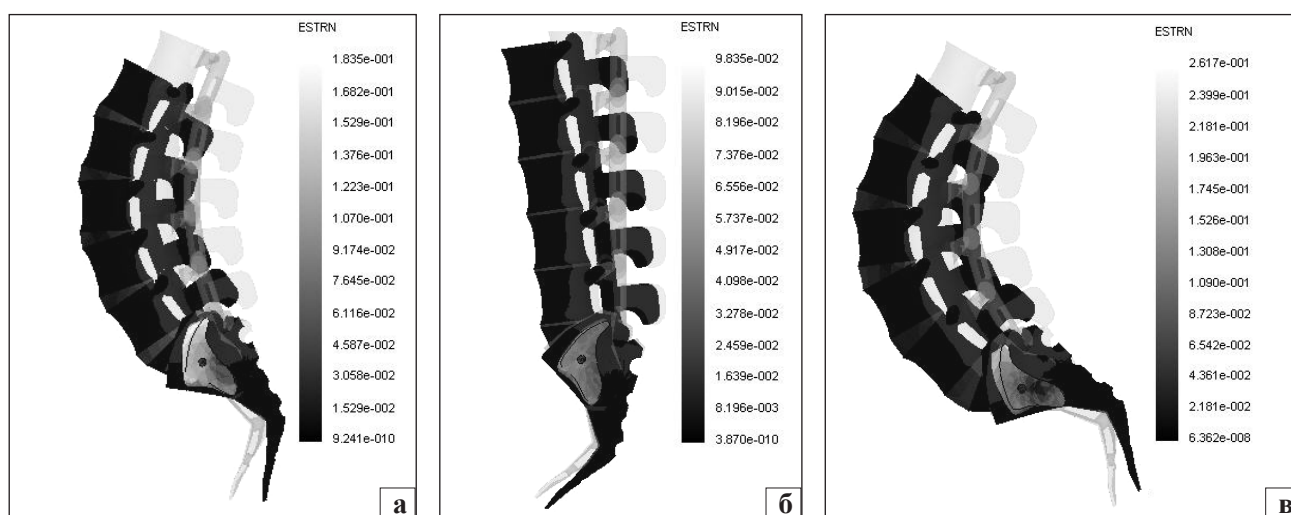 ESTRN
1.835e-001
1.682e-001
1.529e-001
1.376e-001
1.223e-001
1.070e-001
9.174e-002
7.645e-002
6.116e-002
4.587e-002
3.058e-002
1.529e-002
9.241e-010
а
ESTRN
9.835e-002
9.015e-002
8.196e-002
7.376e-002
6.556e-002
5.737e-002
4.917e-002
4.098e-002
3.278e-002
2.459e-002
1.639e-002
8.196e-003
3.870e-010
б
ESTRN
2.617e-001
2.399e-001
2.181e-001
1.963e-001
1.745e-001
1.526e-001
1.308e-001
1.090e-001
8.723e-002
6.542e-002
4.361e-002
2.181e-002
6.362e-008
в